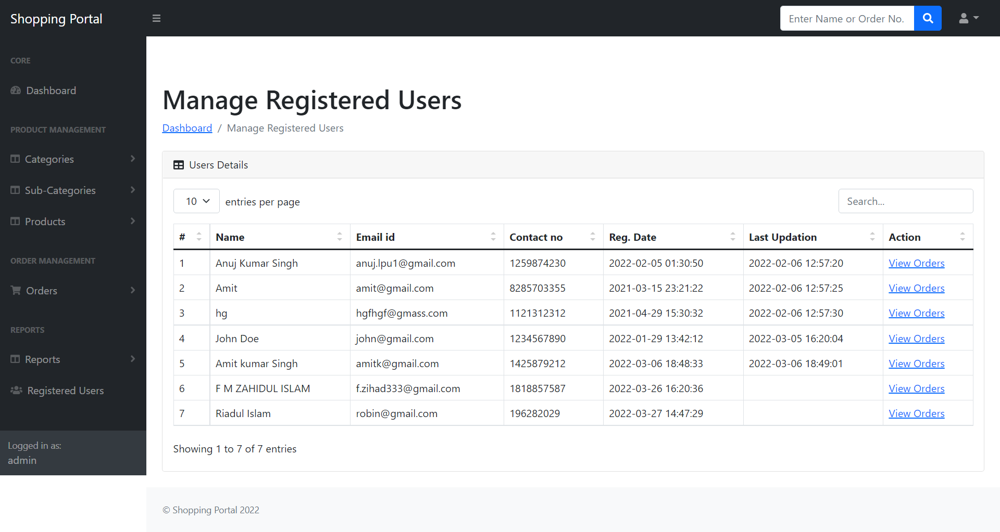 Shopping Portal
Enter Name or Order No.
CORE
Dashboard
PRODUCT MANAGEMENT
Categories
Sub-Categories
Products
ORDER MANAGEMENT
Orders
REPORTS
Reports
Registered Users
Logged in as:
admin
Manage Registered Users
Dashboard / Manage Registered Users
Users Details
10 entries per page
Search...
# Name Email id Contact no Reg. Date Last Updation Action
1 Anuj Kumar Singh anuj.lpu1@gmail.com 1259874230 2022-02-05 01:30:50 2022-02-06 12:57:20 View Orders
2 Amit amit@gmail.com 8285703355 2021-03-15 23:21:22 2022-02-06 12:57:25 View Orders
3 hg hgfhgf@gmass.com 1121312312 2021-04-29 15:30:32 2022-02-06 12:57:30 View Orders
4 John Doe john@gmail.com 1234567890 2022-01-29 13:42:12 2022-03-05 16:20:04 View Orders
5 Amit kumar Singh amitk@gmail.com 1425879212 2022-03-06 18:48:33 2022-03-06 18:49:01 View Orders
6 F M ZAHIDUL ISLAM f.zihad333@gmail.com 1818857587 2022-03-26 16:20:36 View Orders
7 Riadul Islam robin@gmail.com 196282029 2022-03-27 14:47:29 View Orders
Showing 1 to 7 of 7 entries
© Shopping Portal 2022